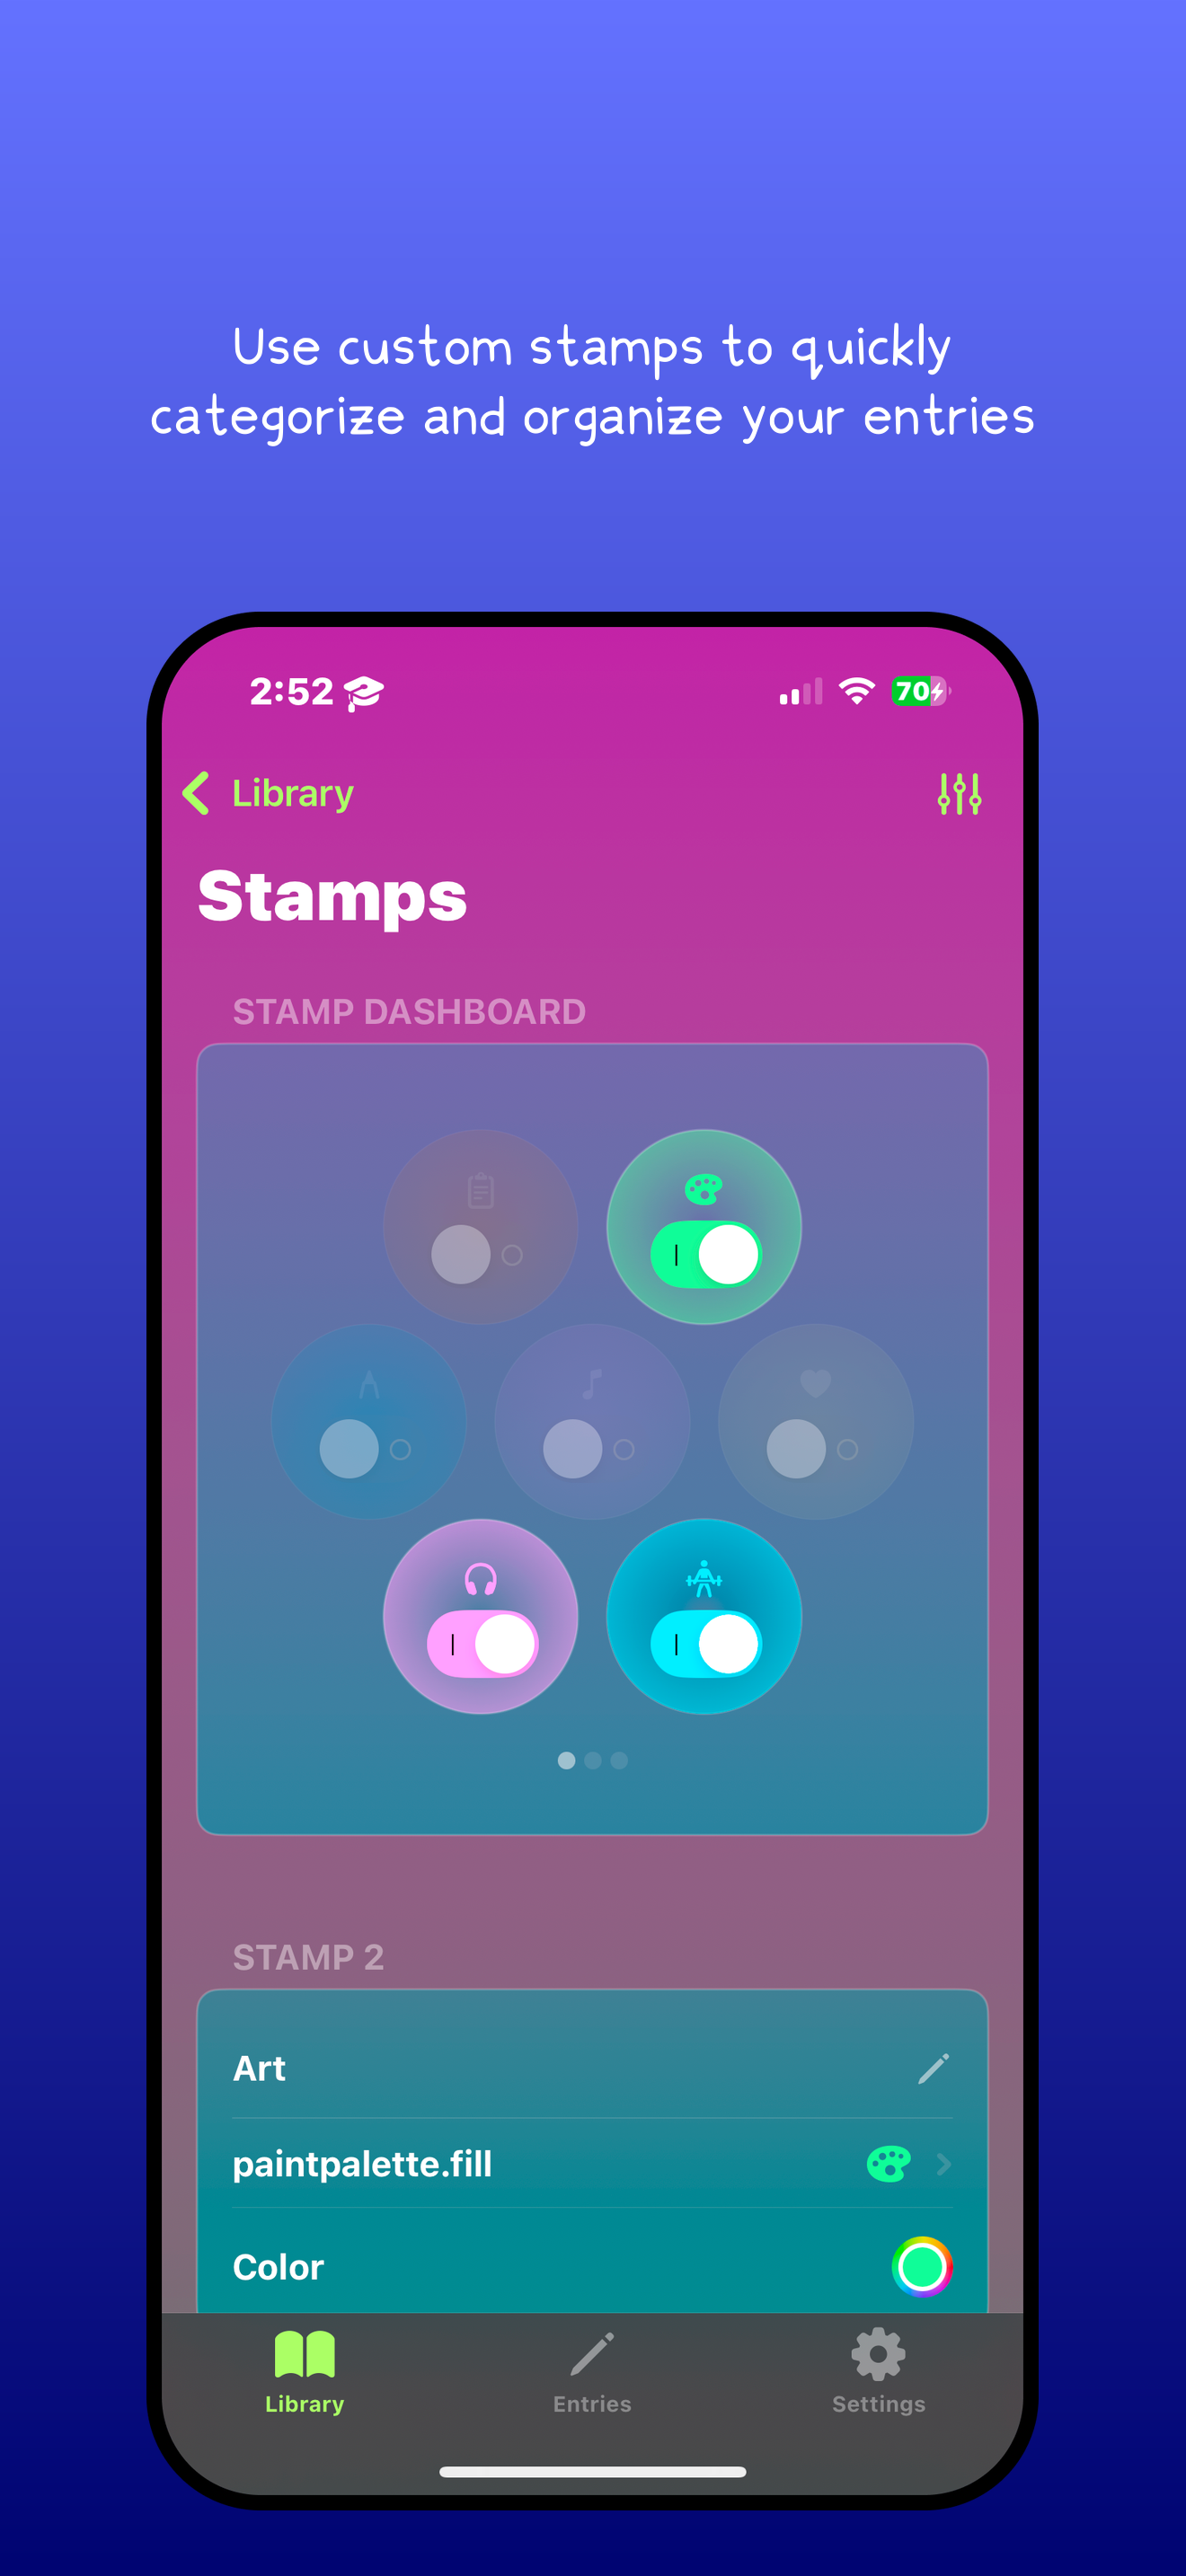 Use custom stamps to quickly
categorize and organize your entries
2:52
70
Library
Stamps
STAMP DASHBOARD
STAMP 2
Art
paintpalette.fill
Color
Library
Entries
Settings